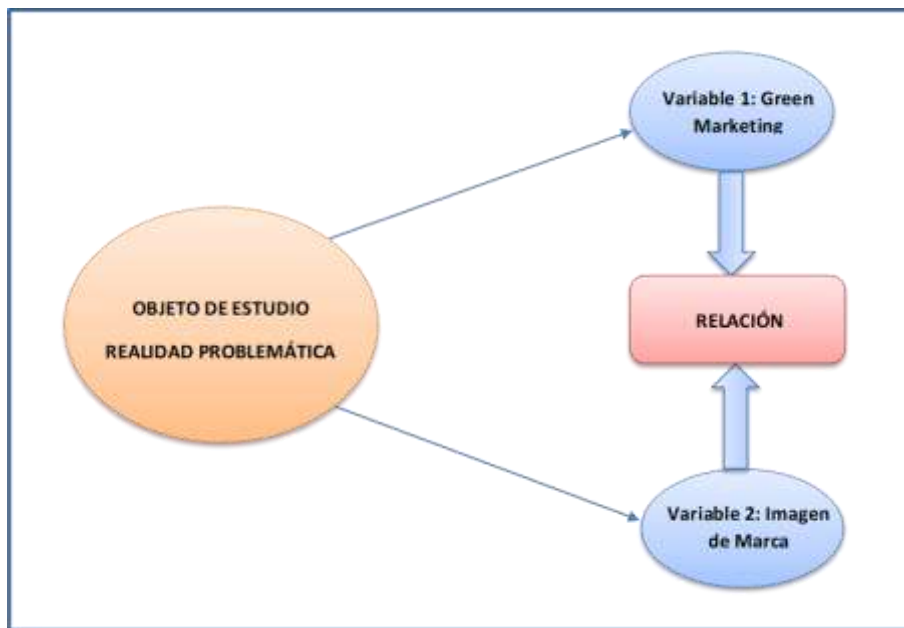 Variable 1: Green
Marketing
OBJETO DE ESTUDIO
REALIDAD PROBLEMÁTICA
RELACIÓN
Variable 2: Imagen
de Marca